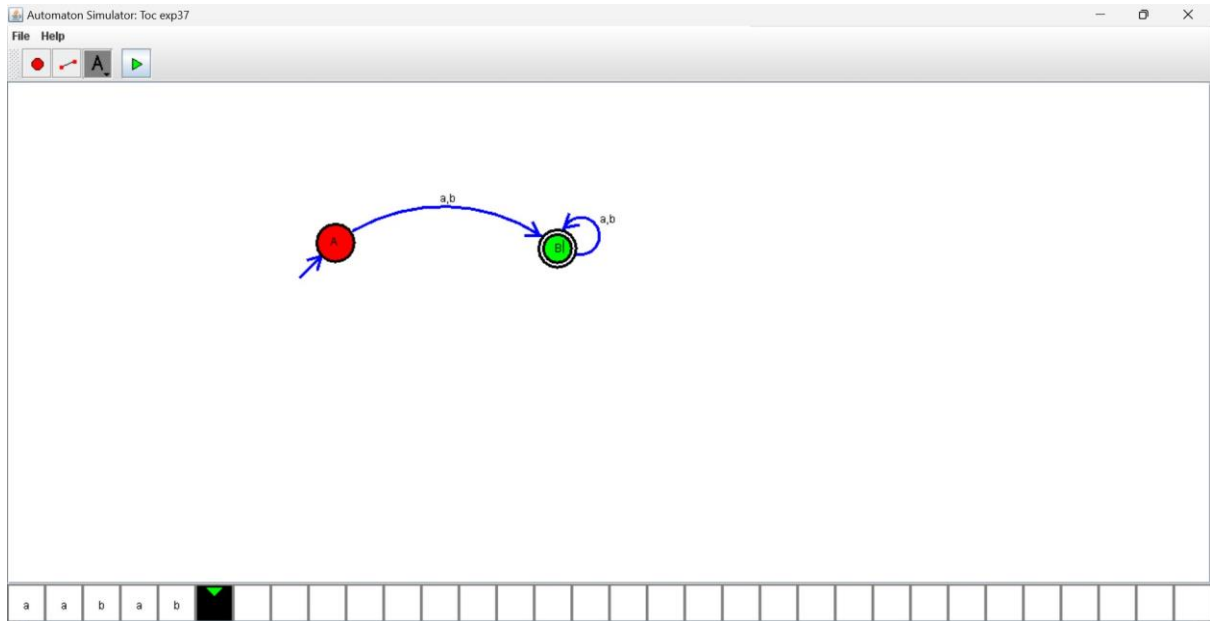 Automaton Simulator: Toc exp37
File Help
A
a,b
a,b
A
B
a a b a b